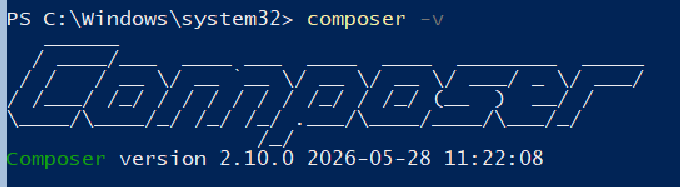 PS C:\Windows\system32> composer -v
Composer
Composer version 2.10.0 2026-05-28 11:22:08